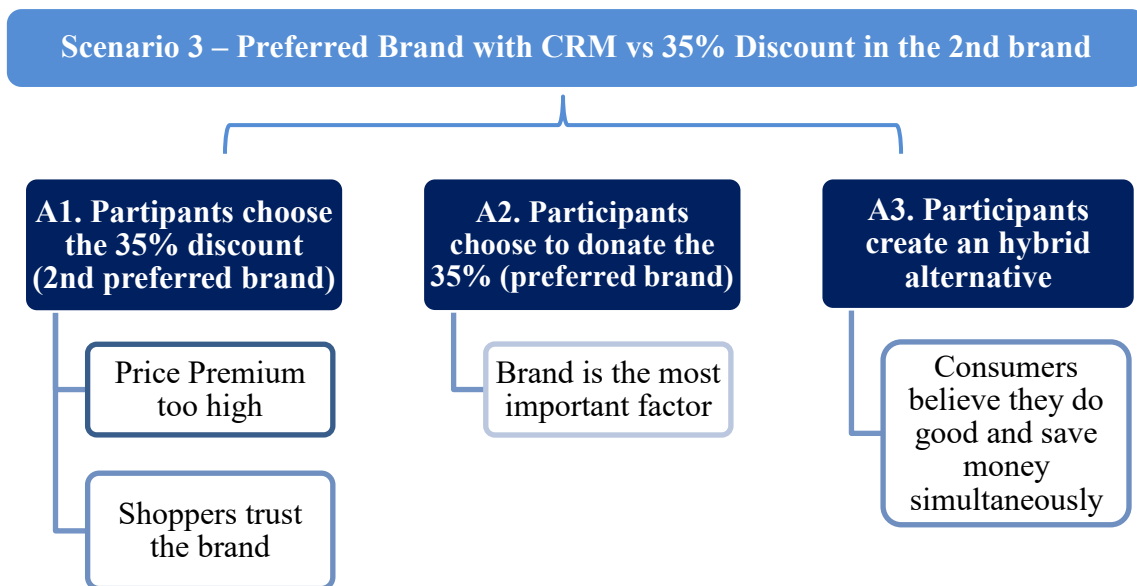 Scenario 3 – Preferred Brand with CRM vs 35% Discount in the 2nd brand
A1. Partipants choose
the 35% discount
(2nd preferred brand)
Price Premium
too high
Shoppers trust
the brand
A2. Participants
choose to donate the
35% (preferred brand)
Brand is the most
important factor
A3. Participants
create an hybrid
alternative
Consumers
believe they do
good and save
money
simultaneously